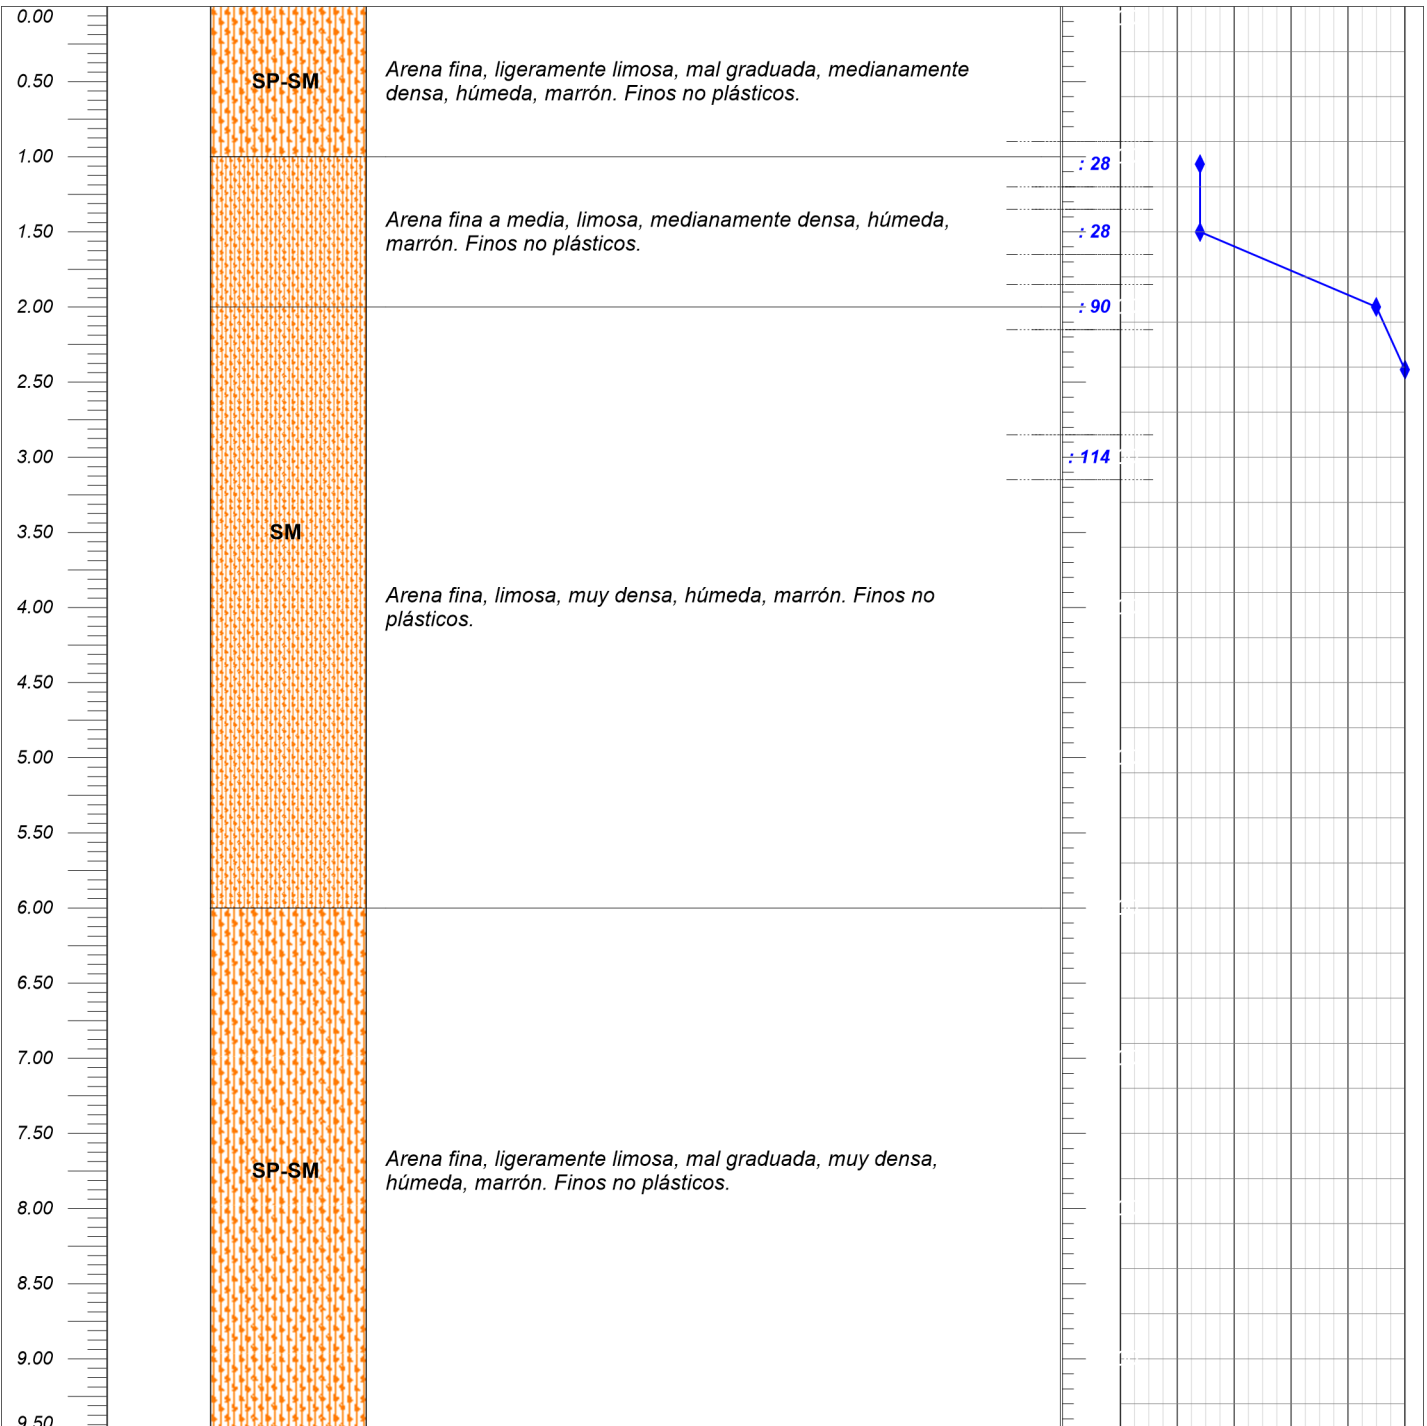 0.00
0.50
SP-SM
Arena fina, ligeramente limosa, mal graduada, medianamente
densa, húmeda, marrón. Finos no plásticos.
1.00
: 28
Arena fina a media, limosa, medianamente densa, húmeda,
marrón. Finos no plásticos.
1.50
: 28
2.00
: 90
2.50
3.00
: 114
3.50
SM
Arena fina, limosa, muy densa, húmeda, marrón. Finos no
plásticos.
4.00
4.50
5.00
5.50
6.00
6.50
7.00
7.50
SP-SM
Arena fina, ligeramente limosa, mal graduada, muy densa,
húmeda, marrón. Finos no plásticos.
8.00
8.50
9.00
9.50